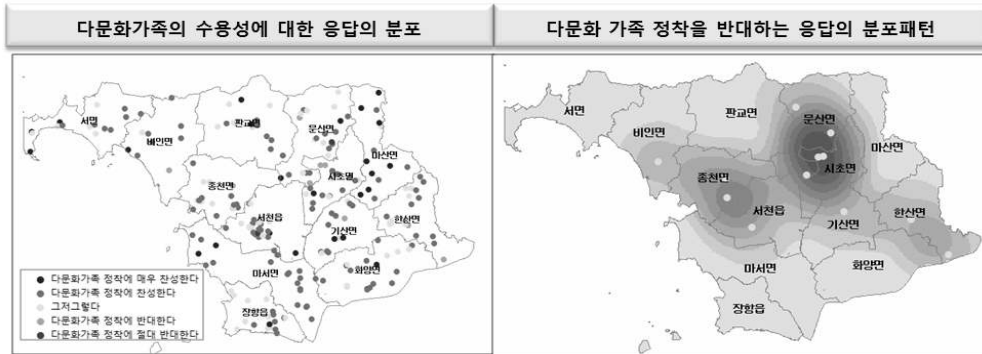 다문화가족의 수용성에 대한 응답의 분포
다문화 가족 정착을 반대하는 응답의 분포패턴
서면
비인면
판교면
문산면
마산면
시초면
종천면
서천읍
기산면
한산면
마서면
화양면
장항읍
다문화가족 정착에 매우 찬성한다
다문화가족 정착에 찬성한다
그저그렇다
다문화가족 정착에 반대한다
다문화가족 정착에 절대 반대한다
서면
비인면
판교면
문산면
마산면
시초면
종천면
서천읍
기산면
한산면
마서면
화양면
장항읍